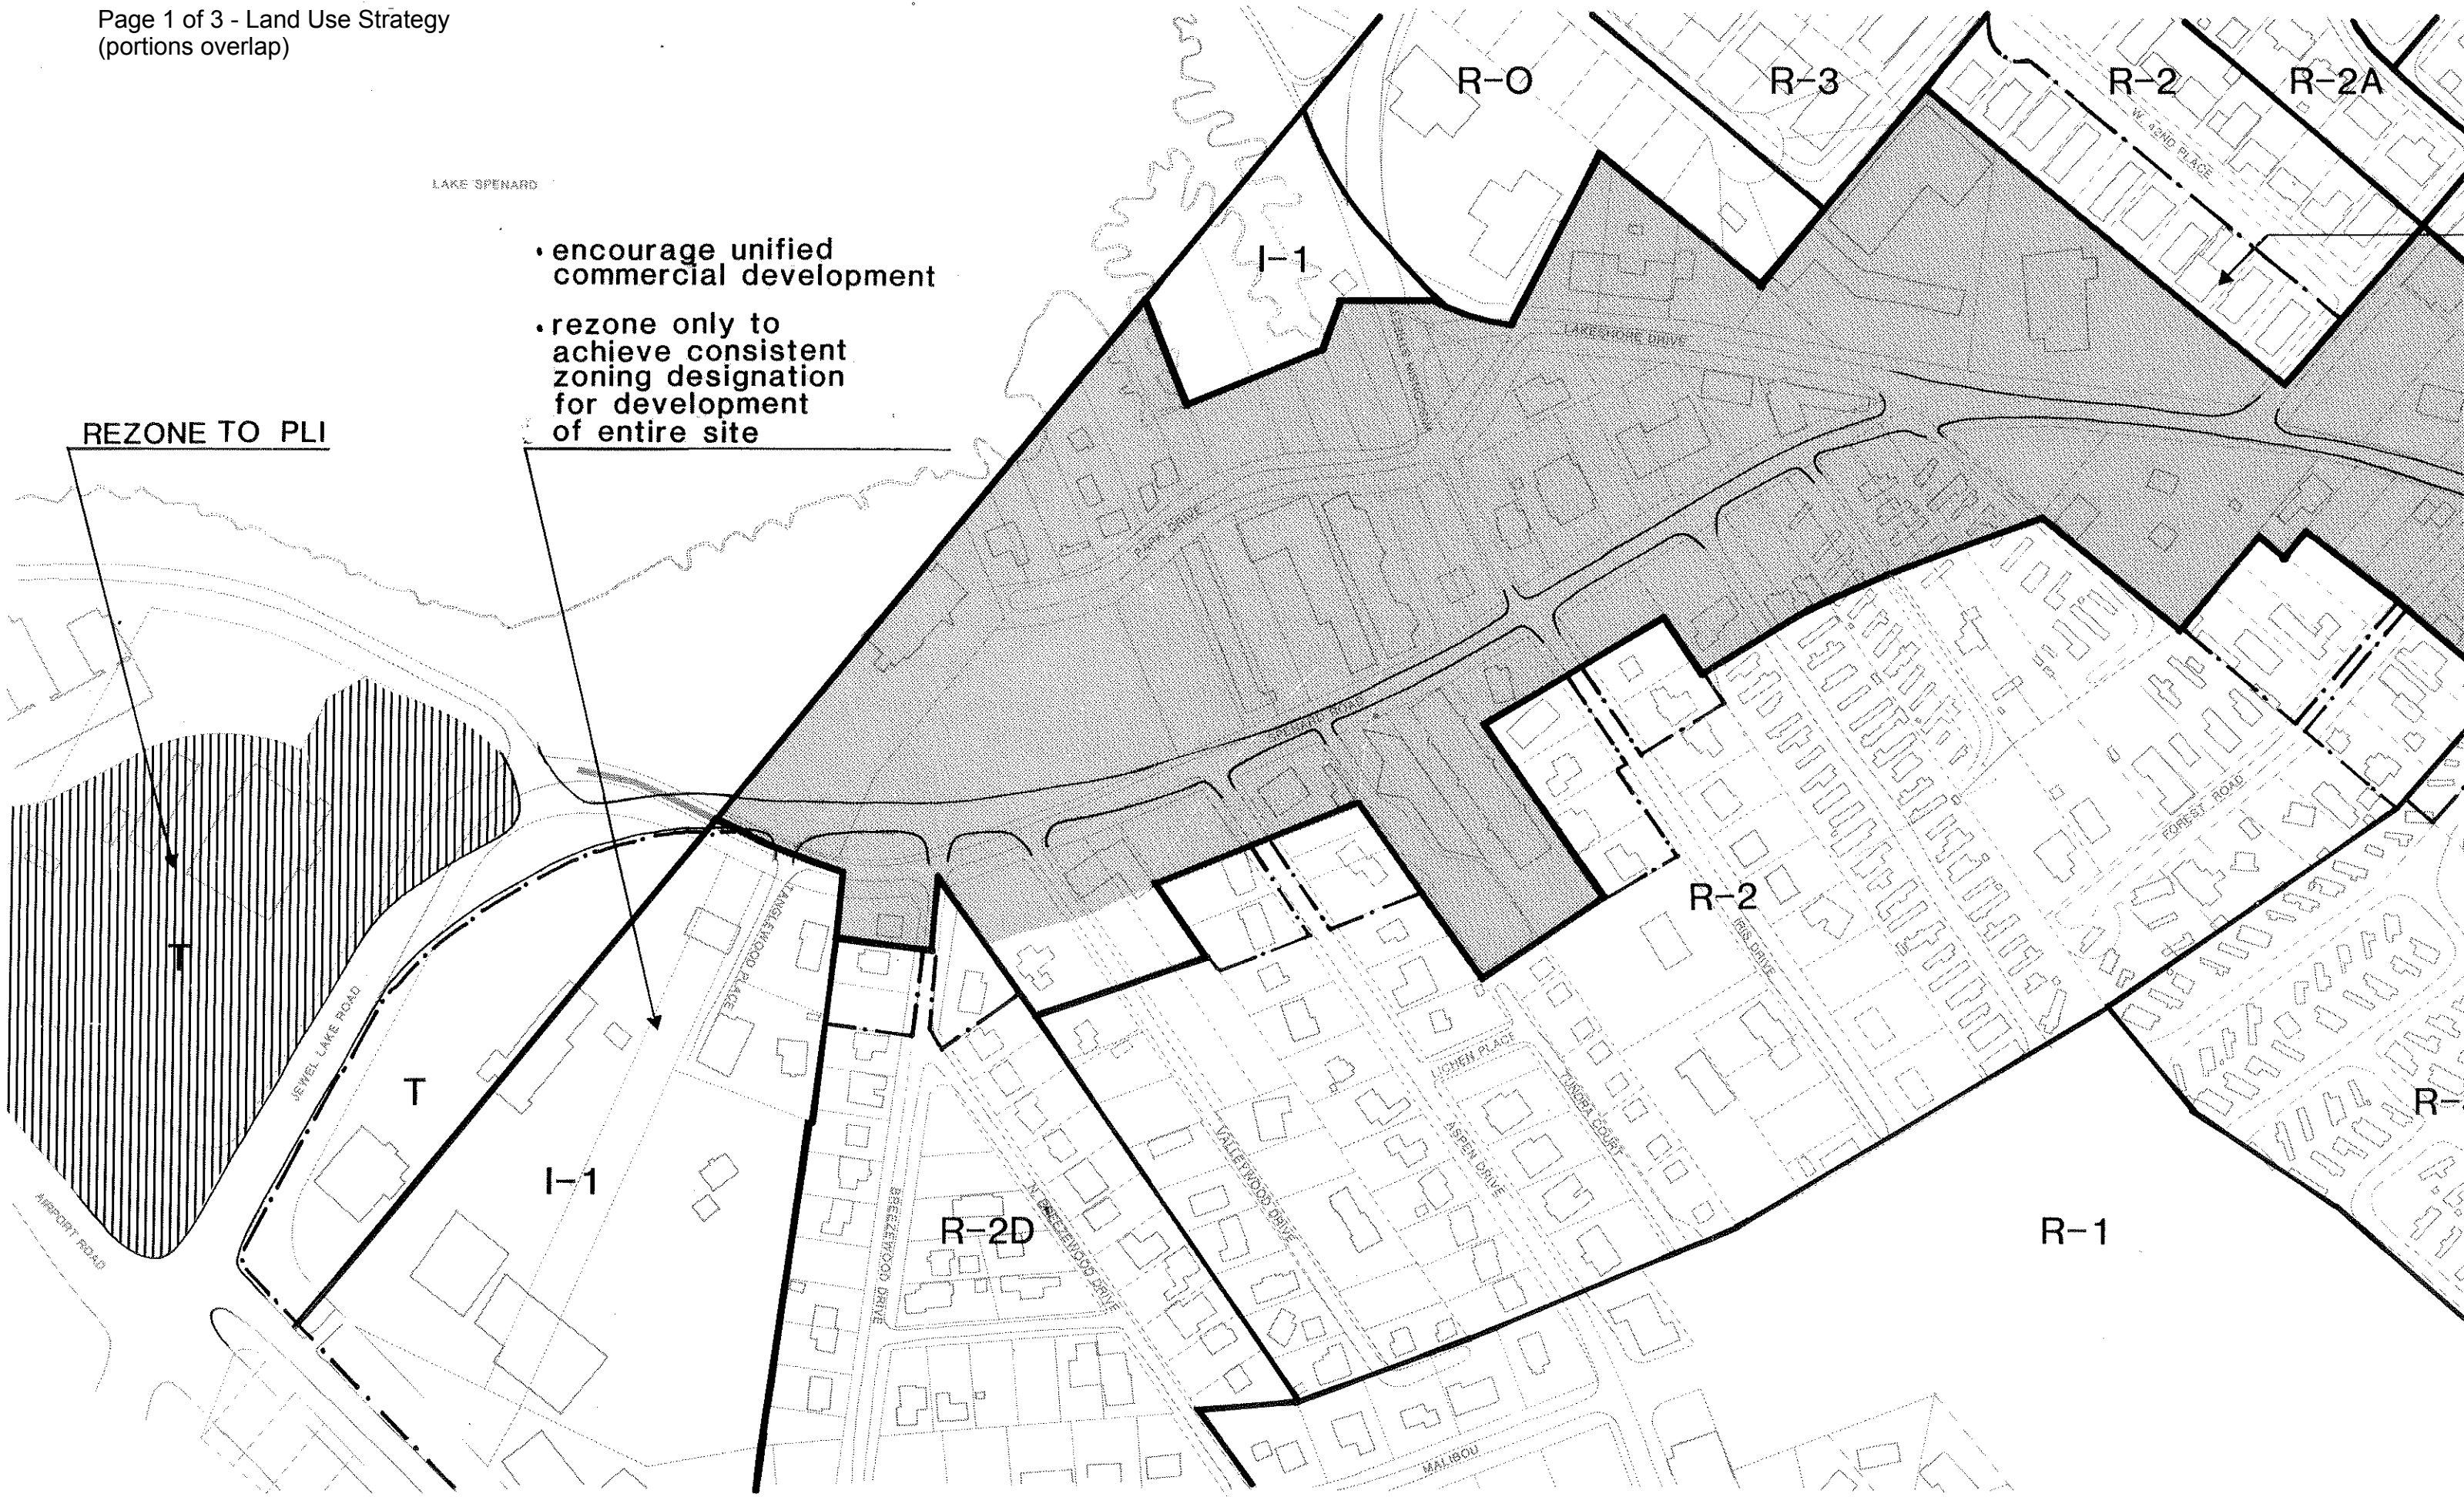 Page 1 of 3 - Land Use Strategy
(portions overlap)
R-O
R-3
R-2
R-2A
W. 42ND PLACE
LAKE SPENARD
• encourage unified
commercial development
• rezone only to
achieve consistent
zoning designation
for development
of entire site
I-1
LAKESHORE DRIVE
REZONE TO PLI
PARK DRIVE
SPENARD ROAD
FOREST ROAD
R-2
IRIS DRIVE
TANGLEWOOD PLACE
T
JEWEL LAKE ROAD
T
LICHEN PLACE
TUNDRA COURT
R-
I-1
VALLEYWOOD DRIVE
ASPEN DRIVE
AIRPORT ROAD
BREEZEWOOD DRIVE
R-2D
N. BREEZEWOOD DRIVE
R-1
MALIBOU